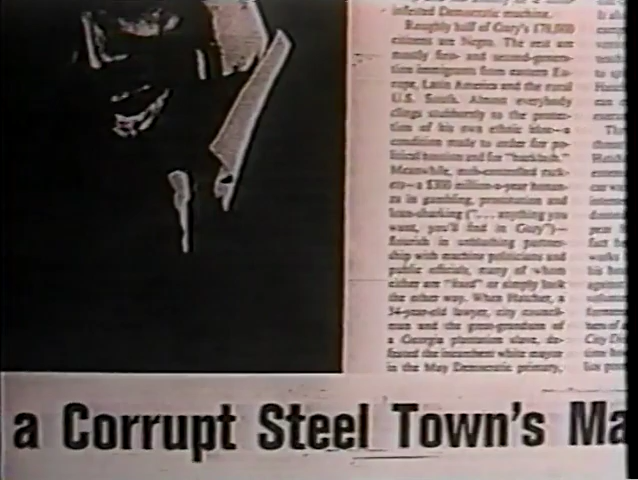 infested Democratic machine.
Roughly half of Gary's 178,000
citizens are Negro. The rest are
mostly first- and second-genera-
tion immigrants from eastern Eu-
rope, Latin America and the rural
U.S. South. Almost everybody
clings stubbornly to the protec-
tion of his own ethnic bloc—a
condition made to order for po-
litical bossism and for "backlash."
Meanwhile, mob-controlled rack-
ets—a $300 million-a-year busi-
ness in gambling, prostitution and
loan-sharking (". . . anything you
want, you'll find in Gary")—
flourish in unblushing partner-
ship with machine politicians and
public officials, many of whom
either are "fixed" or simply look
the other way. When Hatcher, a
34-year-old lawyer, city council-
man and the great-grandson of
a Georgia plantation slave, de-
feated the incumbent white mayor
in the May Democratic primary,
a Corrupt Steel Town's Ma